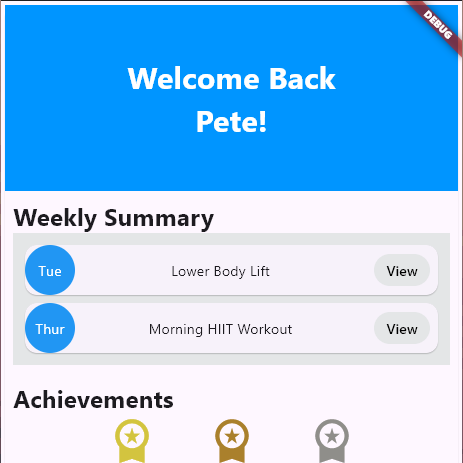 DEBUG
Welcome Back
Pete!
Weekly Summary
Tue Lower Body Lift View
Thur Morning HIIT Workout View
Achievements